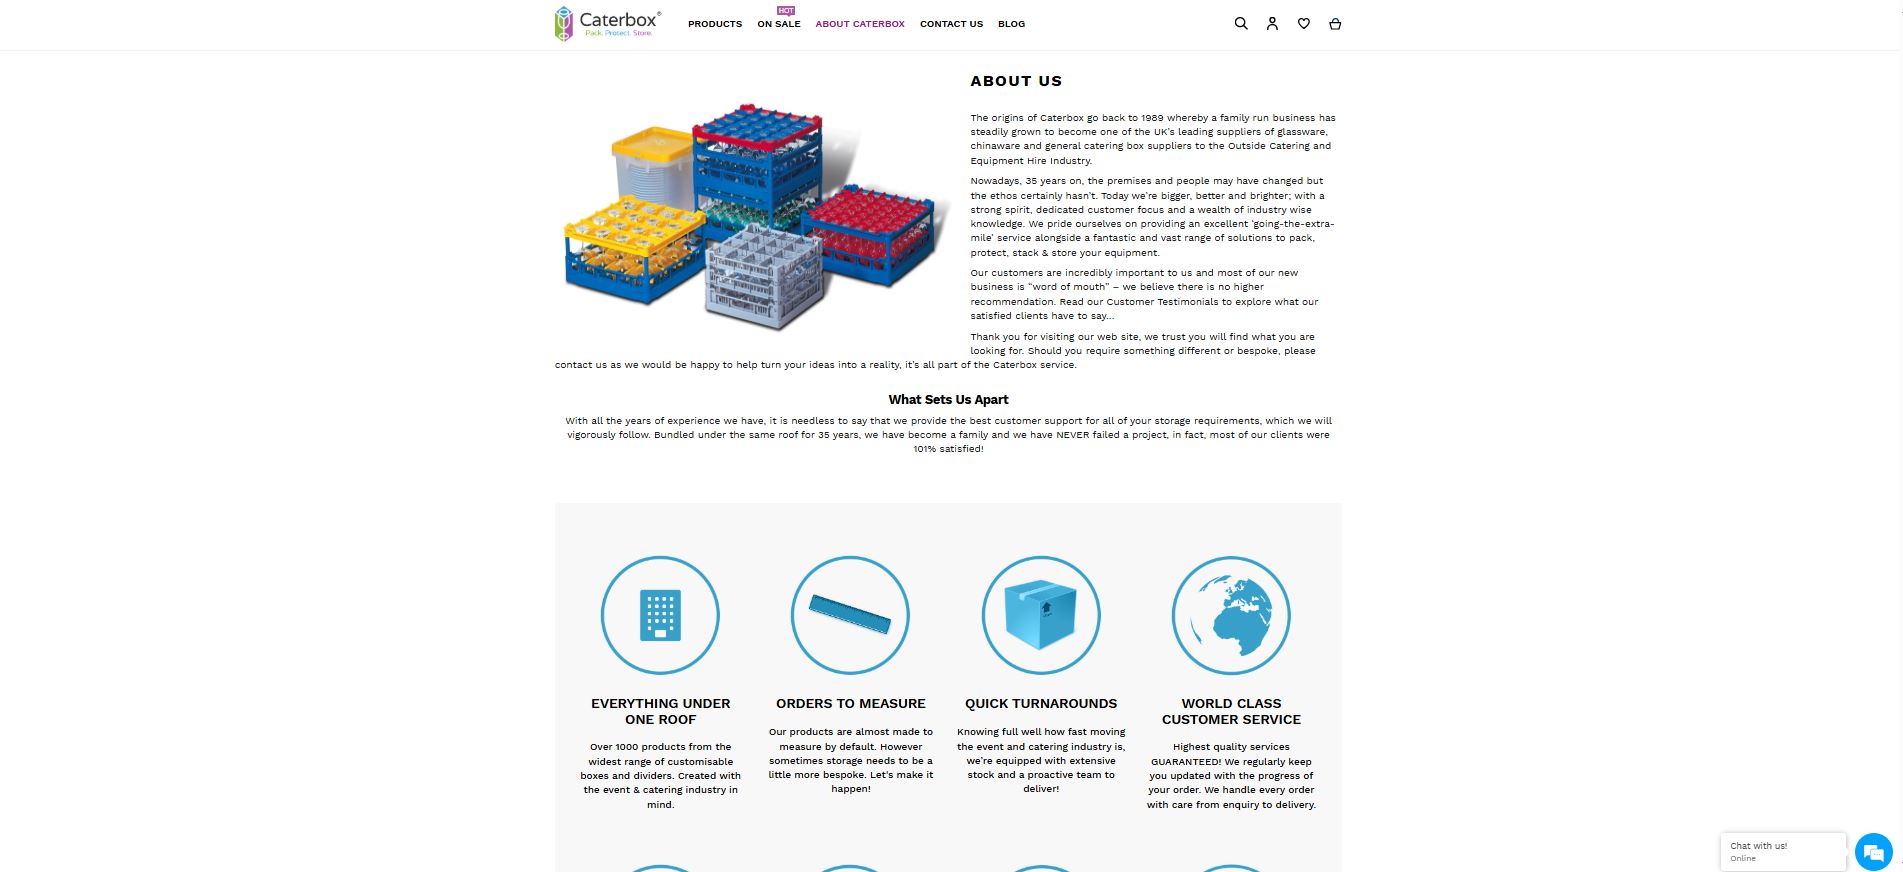 Caterbox®
Pack. Protect. Store.
PRODUCTS
HOT
ON SALE
ABOUT CATERBOX
CONTACT US
BLOG
ABOUT US
The origins of Caterbox go back to 1989 whereby a family run business has
steadily grown to become one of the UK's leading suppliers of glassware,
chinaware and general catering box suppliers to the Outside Catering and
Equipment Hire Industry.
Nowadays, 35 years on, the premises and people may have changed but
the ethos certainly hasn't. Today we're bigger, better and brighter; with a
strong spirit, dedicated customer focus and a wealth of industry wise
knowledge. We pride ourselves on providing an excellent 'going-the-extra-
mile' service alongside a fantastic and vast range of solutions to pack,
protect, stack & store your equipment.
Our customers are incredibly important to us and most of our new
business is “word of mouth” – we believe there is no higher
recommendation. Read our Customer Testimonials to explore what our
satisfied clients have to say...
Thank you for visiting our web site, we trust you will find what you are
looking for. Should you require something different or bespoke, please
contact us as we would be happy to help turn your ideas into a reality, it's all part of the Caterbox service.
What Sets Us Apart
With all the years of experience we have, it is needless to say that we provide the best customer support for all of your storage requirements, which we will
vigorously follow. Bundled under the same roof for 35 years, we have become a family and we have NEVER failed a project, in fact, most of our clients were
101% satisfied!
EVERYTHING UNDER
ONE ROOF
Over 1000 products from the
widest range of customisable
boxes and dividers. Created with
the event & catering industry in
mind.
ORDERS TO MEASURE
Our products are almost made to
measure by default. However
sometimes storage needs to be a
little more bespoke. Let's make it
happen!
QUICK TURNAROUNDS
Knowing full well how fast moving
the event and catering industry is,
we're equipped with extensive
stock and a proactive team to
deliver!
WORLD CLASS
CUSTOMER SERVICE
Highest quality services
GUARANTEED! We regularly keep
you updated with the progress of
your order. We handle every order
with care from enquiry to delivery.
Chat with us!
Online